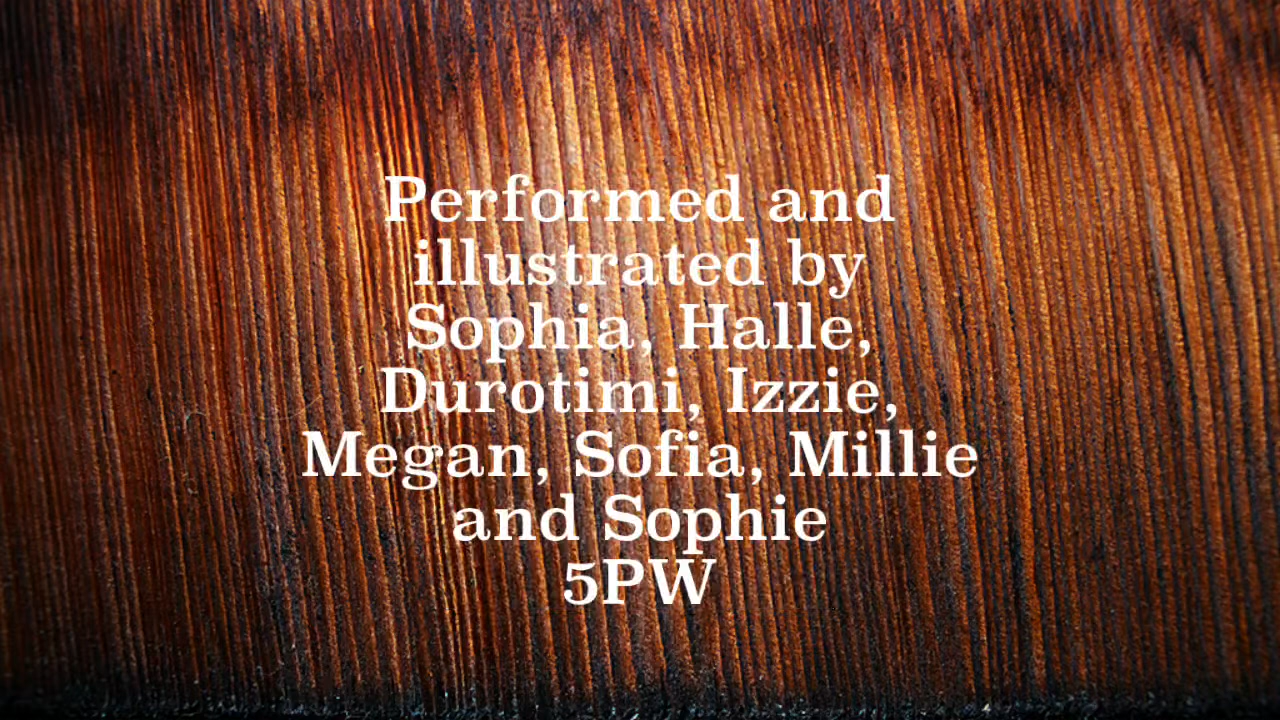 Performed and
illustrated by
Sophia, Halle,
Durotimi, Izzie,
Megan, Sofia, Millie
and Sophie
5PW